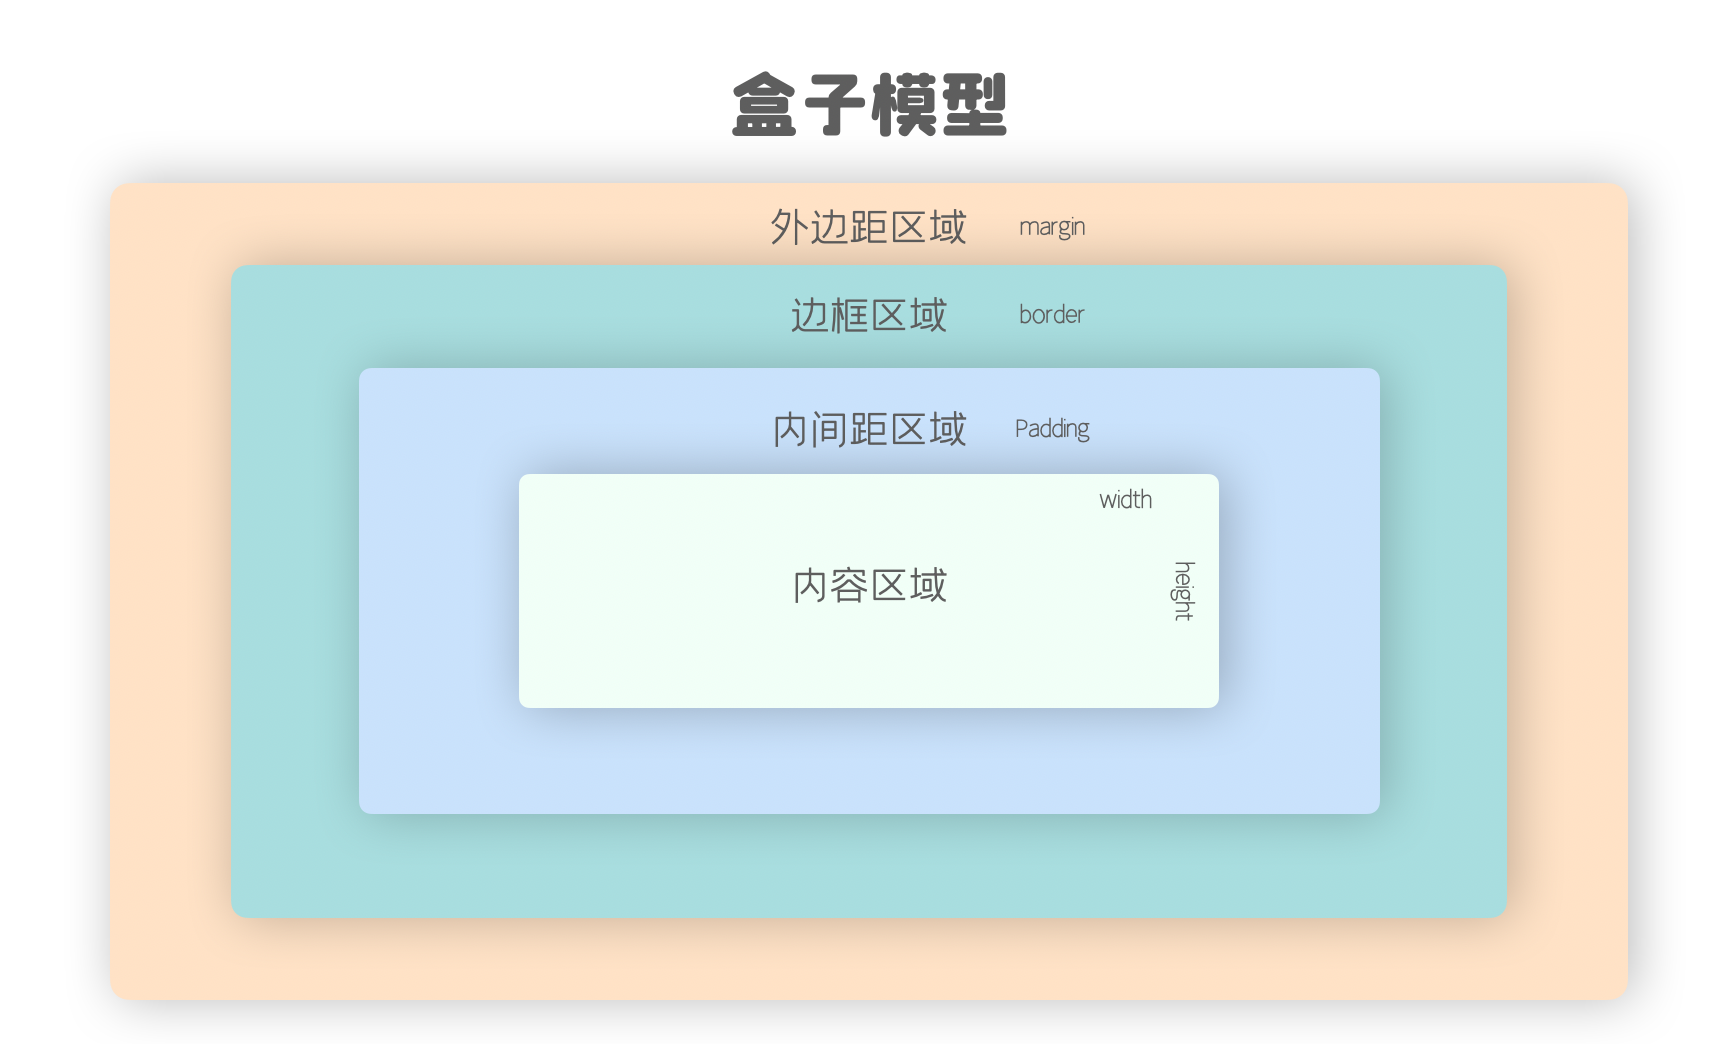 盒子模型
外边距区域 margin
边框区域 border
内间距区域 Padding
width
内容区域
height